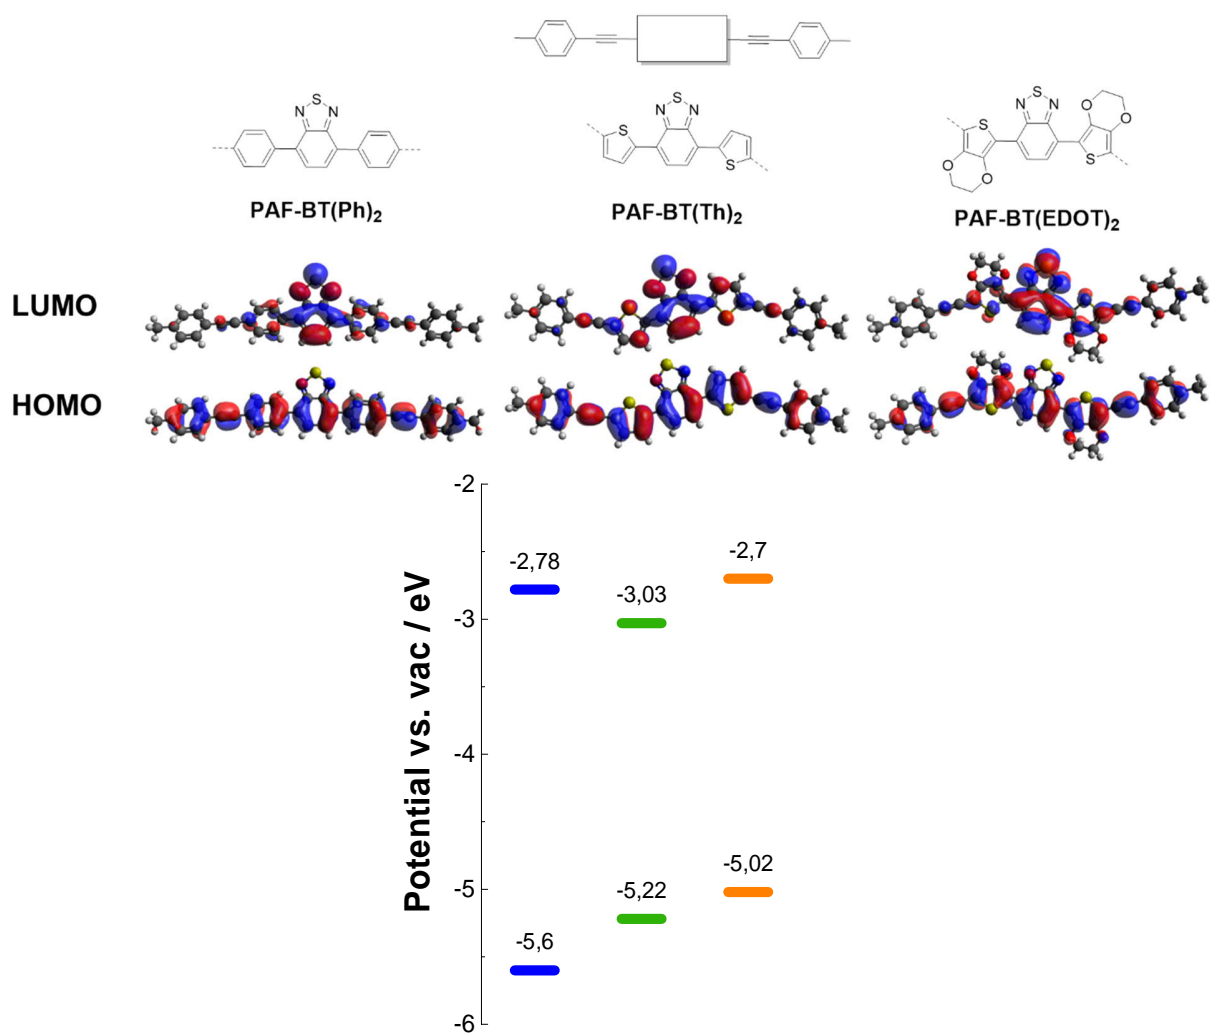 S
N N
PAF-BT(Ph)₂
S
N N
S
S
PAF-BT(Th)₂
S
N N
O
O
S
S
O
O
PAF-BT(EDOT)₂
LUMO
HOMO
Potential vs. vac / eV
-2
-3
-4
-5
-6
-2,78
-3,03
-2,7
-5,6
-5,22
-5,02